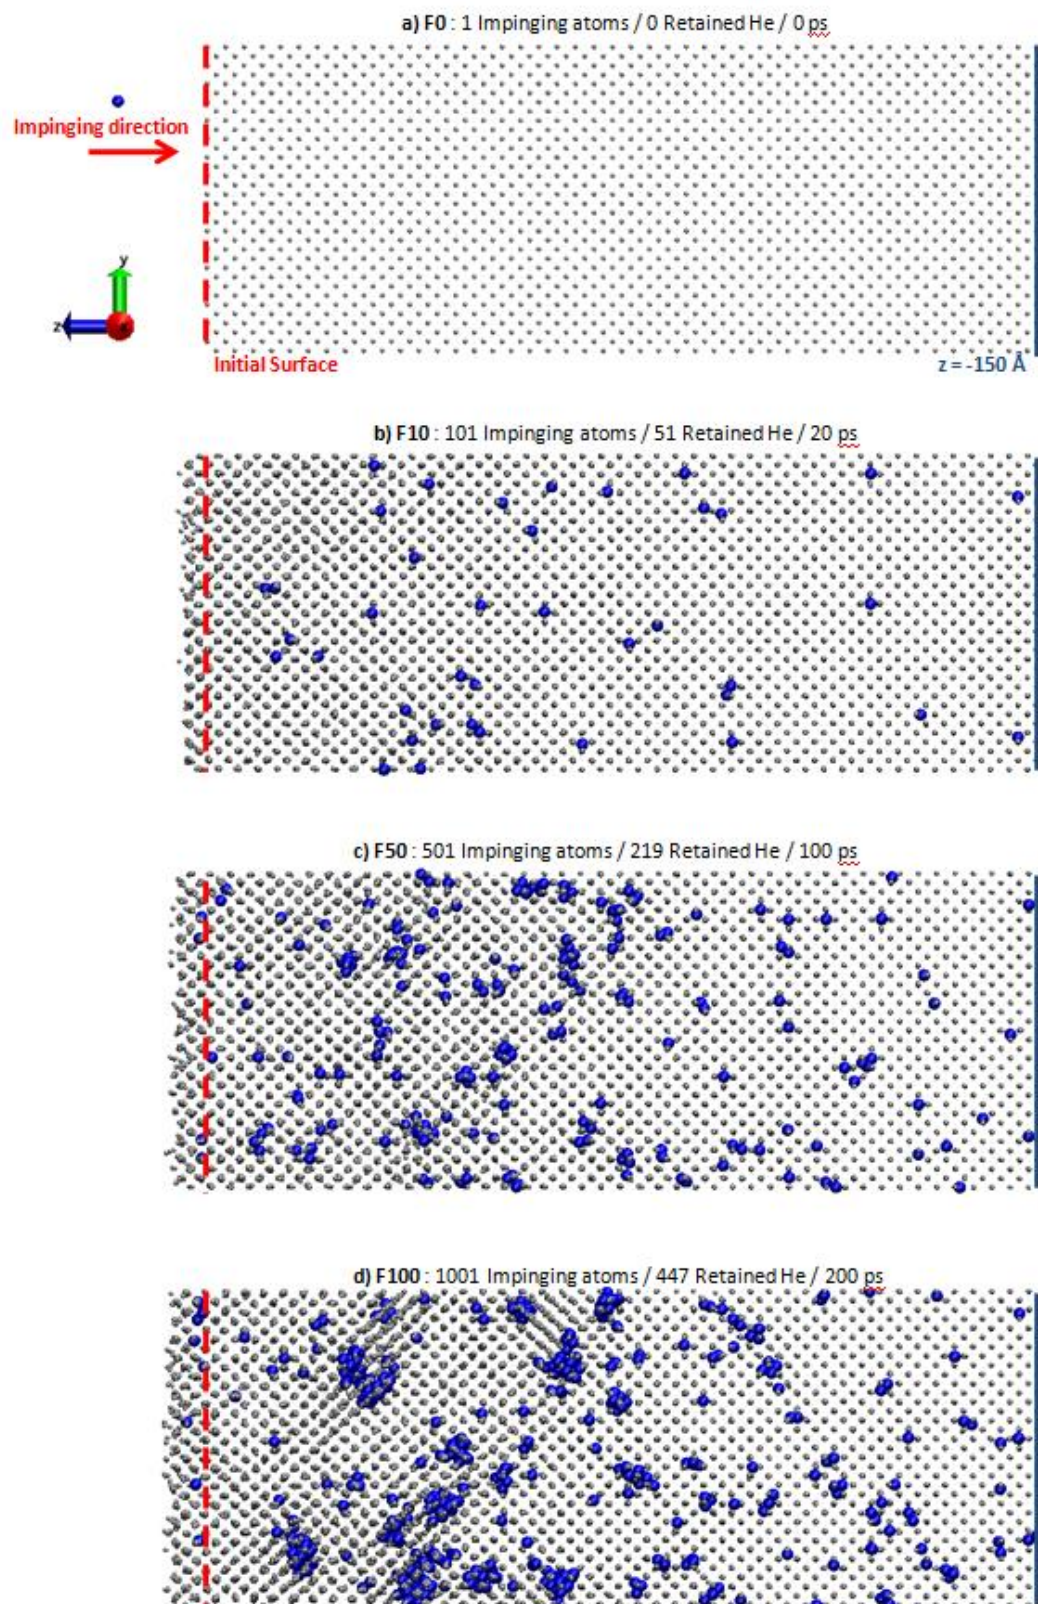 a) F0 : 1 Impinging atoms / 0 Retained He / 0 ps
Impinging direction
y
z
Initial Surface
z = -150 Å
b) F10 : 101 Impinging atoms / 51 Retained He / 20 ps
c) F50 : 501 Impinging atoms / 219 Retained He / 100 ps
d) F100 : 1001 Impinging atoms / 447 Retained He / 200 ps